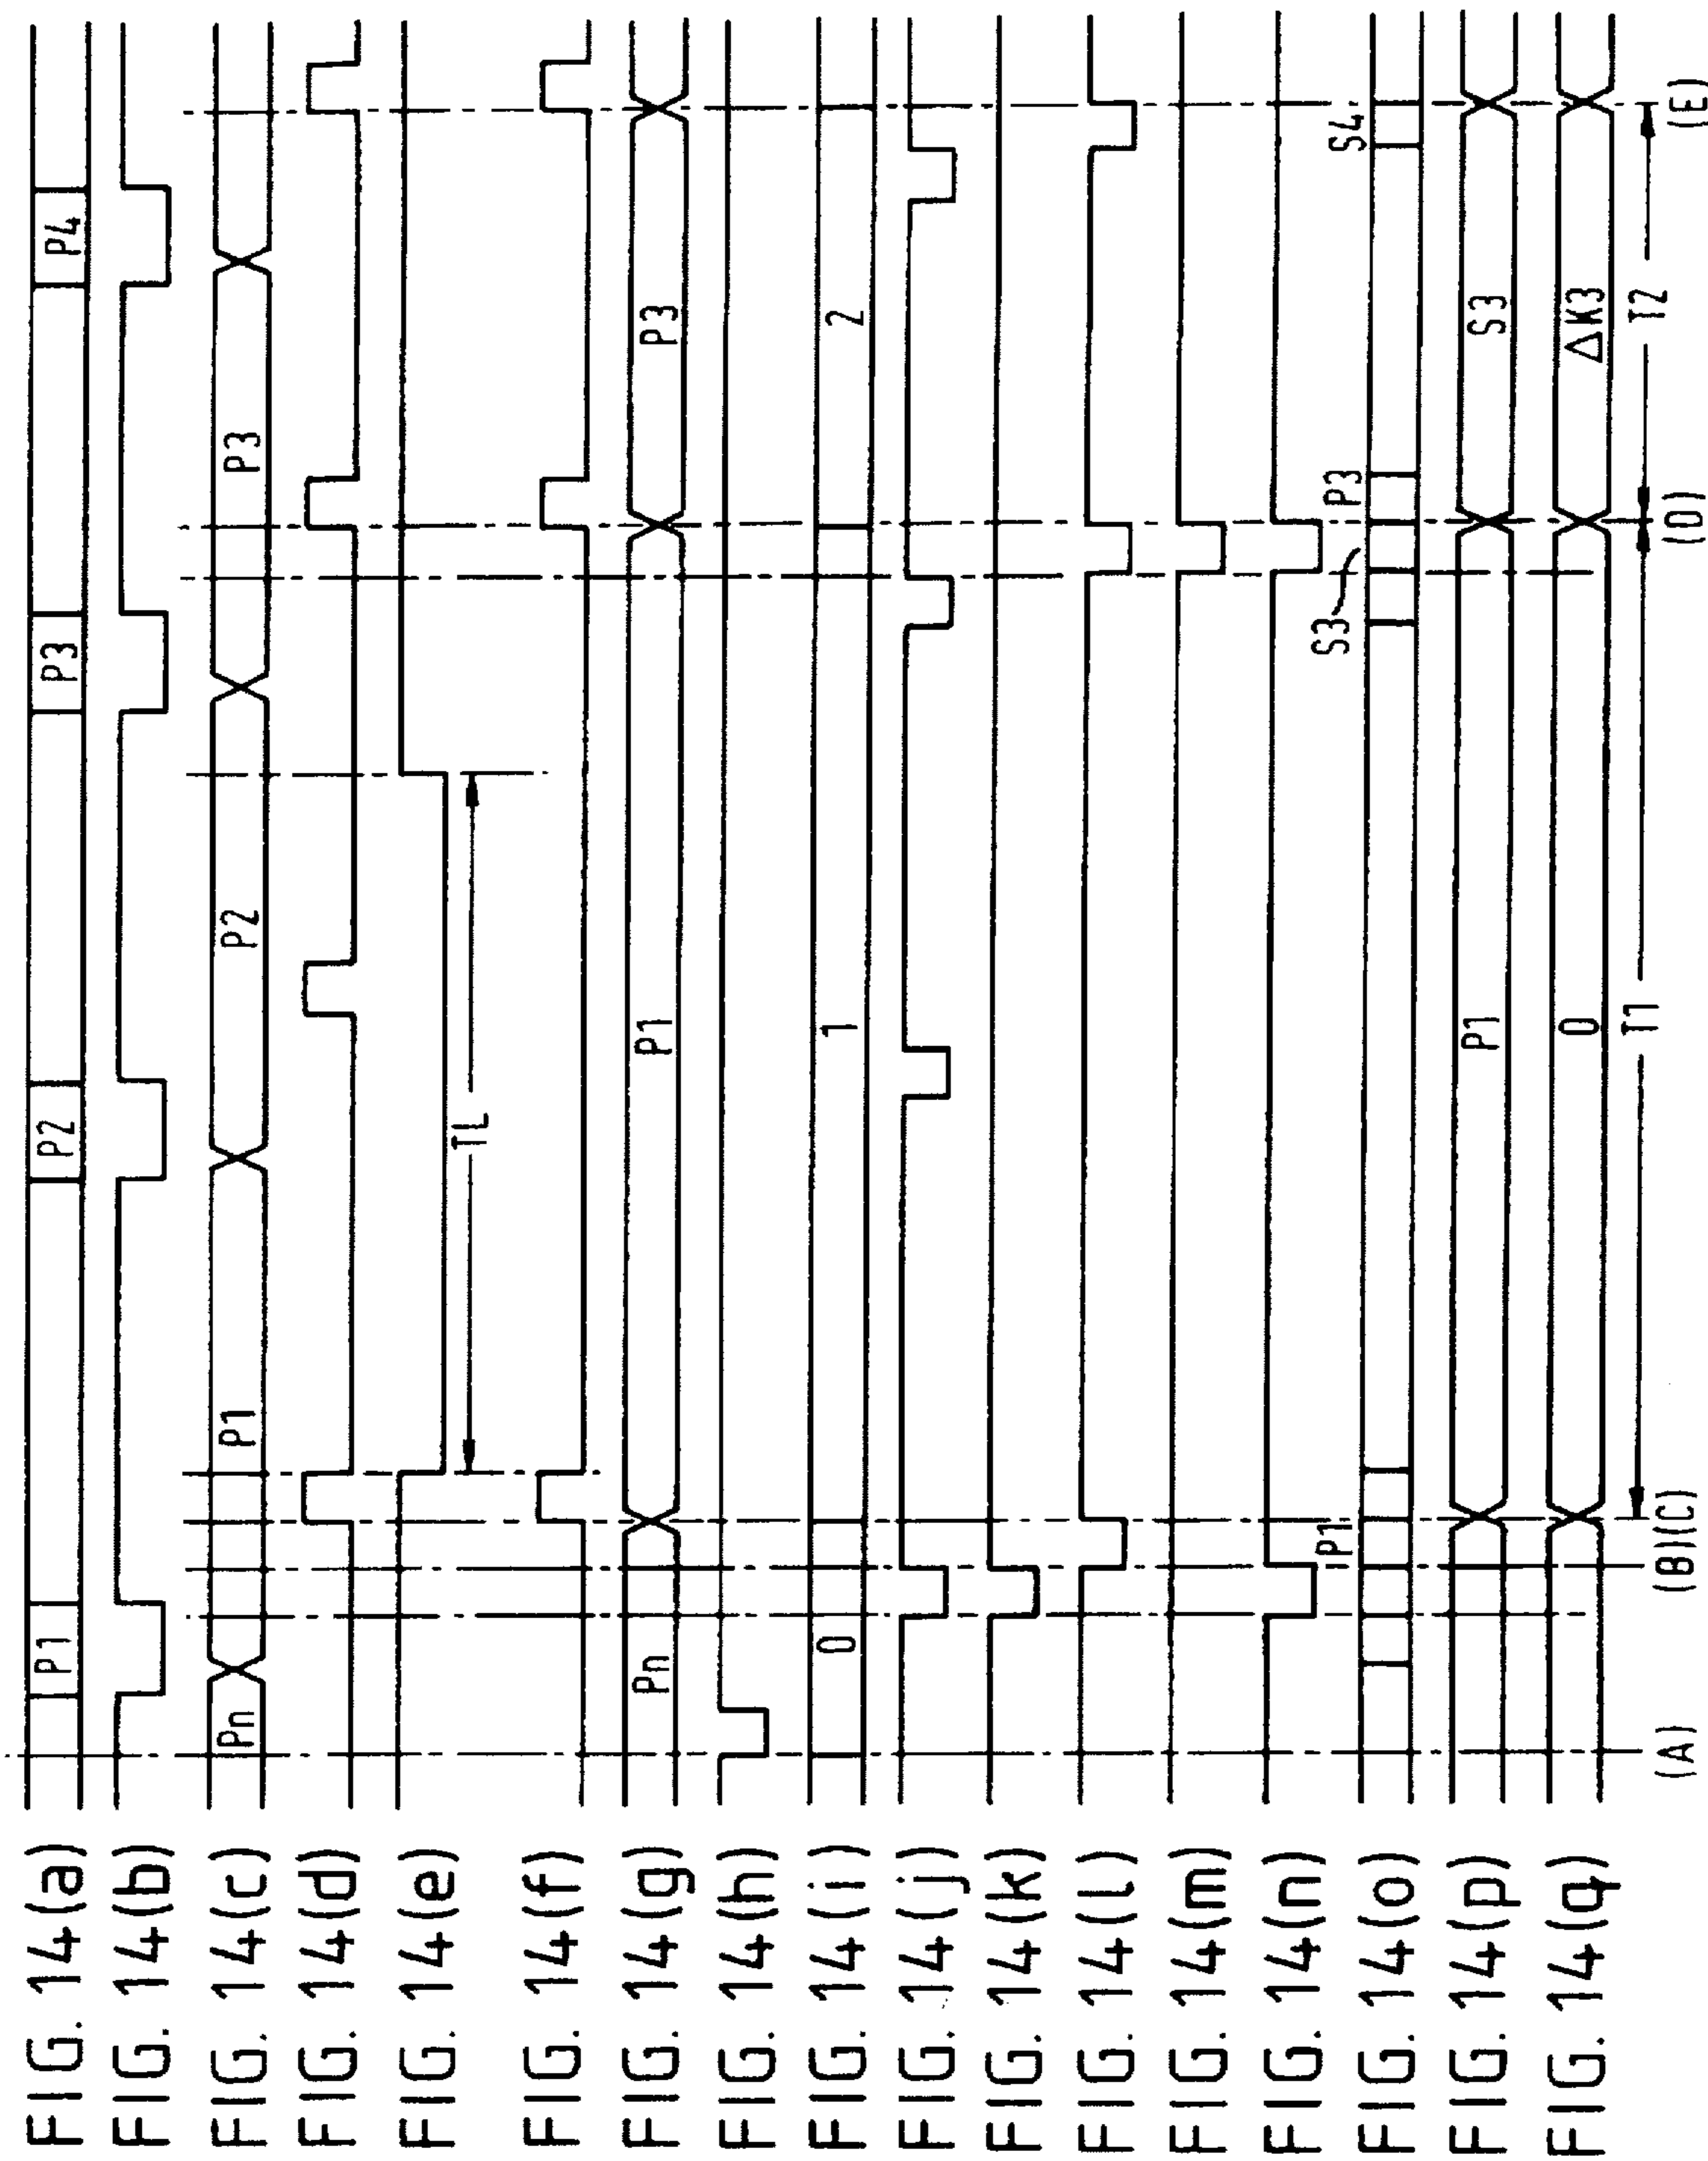 FIG. 14(a) P1 P2 P3 P4
FIG. 14(b)
FIG. 14(c) Pn P1 P2 P3
FIG. 14(d)
FIG. 14(e) TL
FIG. 14(f)
FIG. 14(g) Pn P1 P3
FIG. 14(h)
FIG. 14(i) 0 1 2
FIG. 14(j)
FIG. 14(k)
FIG. 14(l)
FIG. 14(m)
FIG. 14(n)
FIG. 14(o) P1 S3 P3 S4
FIG. 14(p) P1 S3
FIG. 14(q) 0 ΔK3
T1 T2
(A) (B) (C) (D) (E)